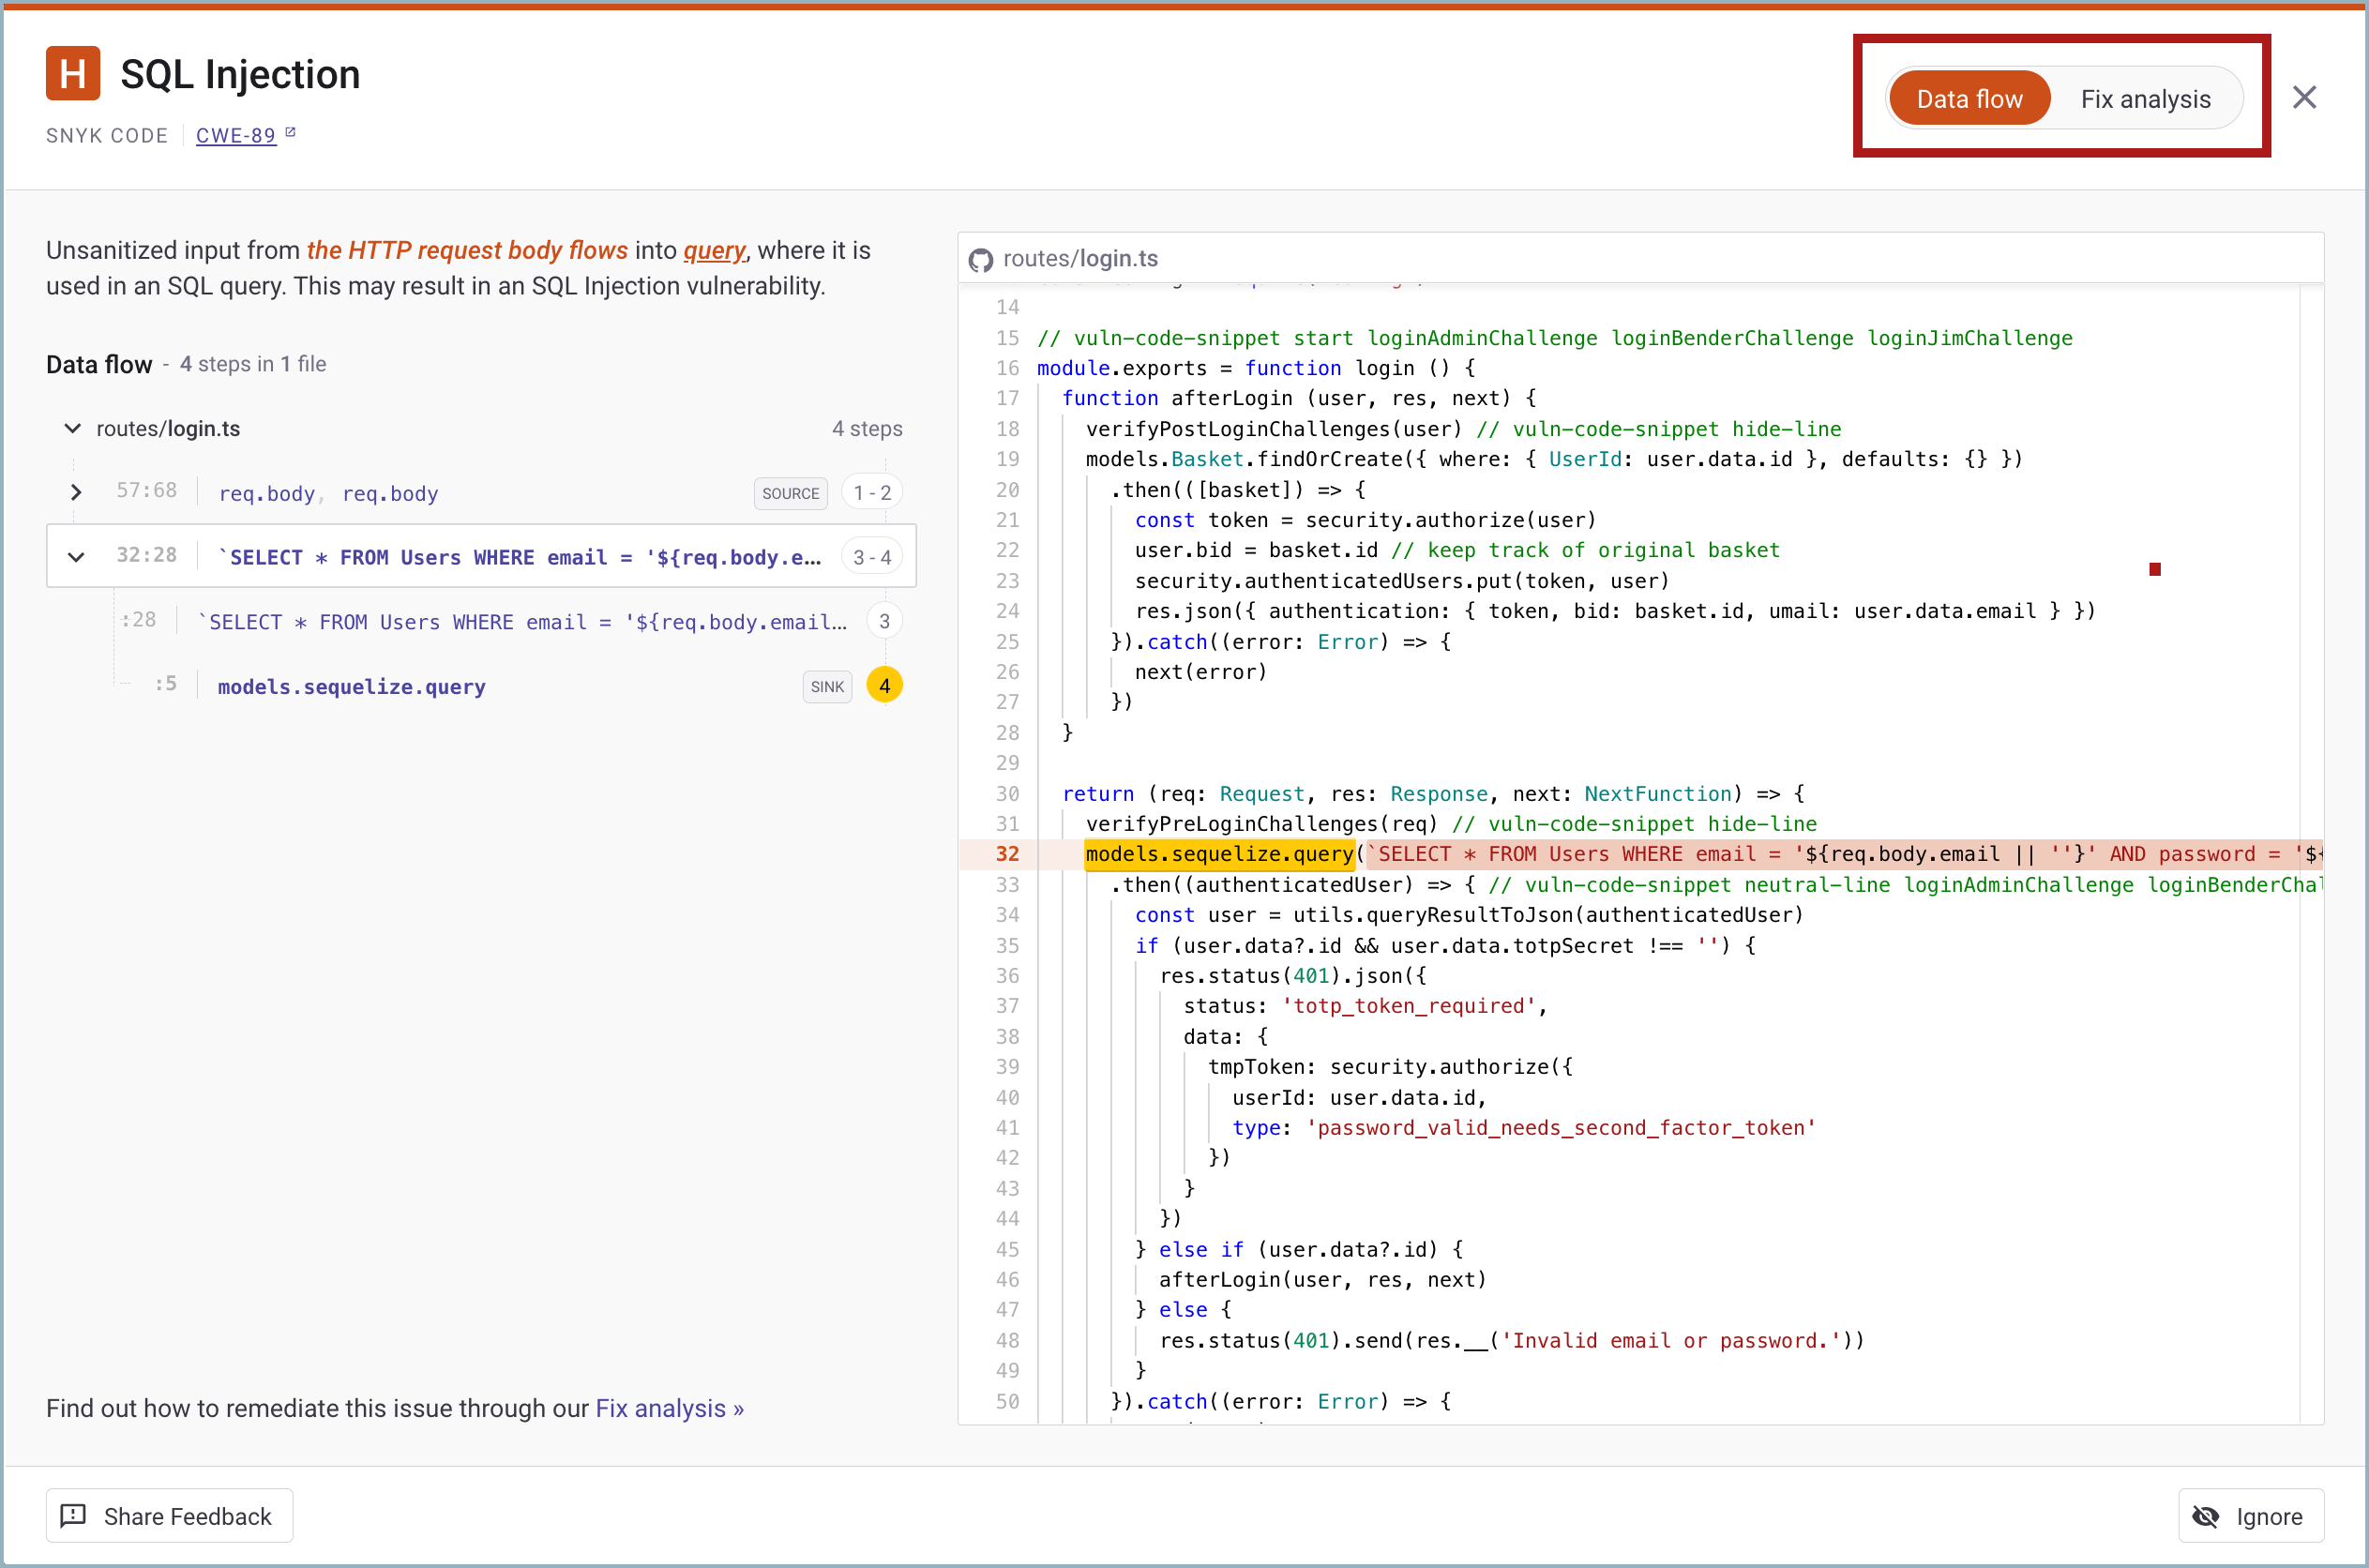 H SQL Injection
SNYK CODE CWE-89
Data flow Fix analysis
Unsanitized input from the HTTP request body flows into query, where it is
used in an SQL query. This may result in an SQL Injection vulnerability.
Data flow - 4 steps in 1 file
routes/login.ts 4 steps
57:68 req.body, req.body SOURCE 1 - 2
32:28 `SELECT * FROM Users WHERE email = '${req.body.e... 3 - 4
:28 `SELECT * FROM Users WHERE email = '${req.body.email... 3
:5 models.sequelize.query SINK 4
Find out how to remediate this issue through our Fix analysis »
routes/login.ts
14
15 // vuln-code-snippet start loginAdminChallenge loginBenderChallenge loginJimChallenge
16 module.exports = function login () {
17 function afterLogin (user, res, next) {
18 verifyPostLoginChallenges(user) // vuln-code-snippet hide-line
19 models.Basket.findOrCreate({ where: { UserId: user.data.id }, defaults: {} })
20 .then(([basket]) => {
21 const token = security.authorize(user)
22 user.bid = basket.id // keep track of original basket
23 security.authenticatedUsers.put(token, user)
24 res.json({ authentication: { token, bid: basket.id, umail: user.data.email } })
25 }).catch((error: Error) => {
26 next(error)
27 })
28 }
29
30 return (req: Request, res: Response, next: NextFunction) => {
31 verifyPreLoginChallenges(req) // vuln-code-snippet hide-line
32 models.sequelize.query(`SELECT * FROM Users WHERE email = '${req.body.email || ''}' AND password = '${
33 .then((authenticatedUser) => { // vuln-code-snippet neutral-line loginAdminChallenge loginBenderChal
34 const user = utils.queryResultToJson(authenticatedUser)
35 if (user.data?.id && user.data.totpSecret !== '') {
36 res.status(401).json({
37 status: 'totp_token_required',
38 data: {
39 tmpToken: security.authorize({
40 userId: user.data.id,
41 type: 'password_valid_needs_second_factor_token'
42 })
43 }
44 })
45 } else if (user.data?.id) {
46 afterLogin(user, res, next)
47 } else {
48 res.status(401).send(res.__('Invalid email or password.'))
49 }
50 }).catch((error: Error) => {
Share Feedback
Ignore